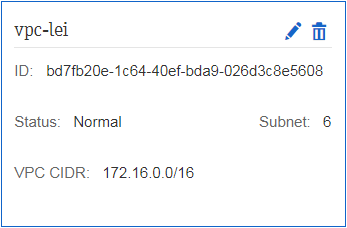 vpc-lei
ID: bd7fb20e-1c64-40ef-bda9-026d3c8e5608
Status: Normal Subnet: 6
VPC CIDR: 172.16.0.0/16